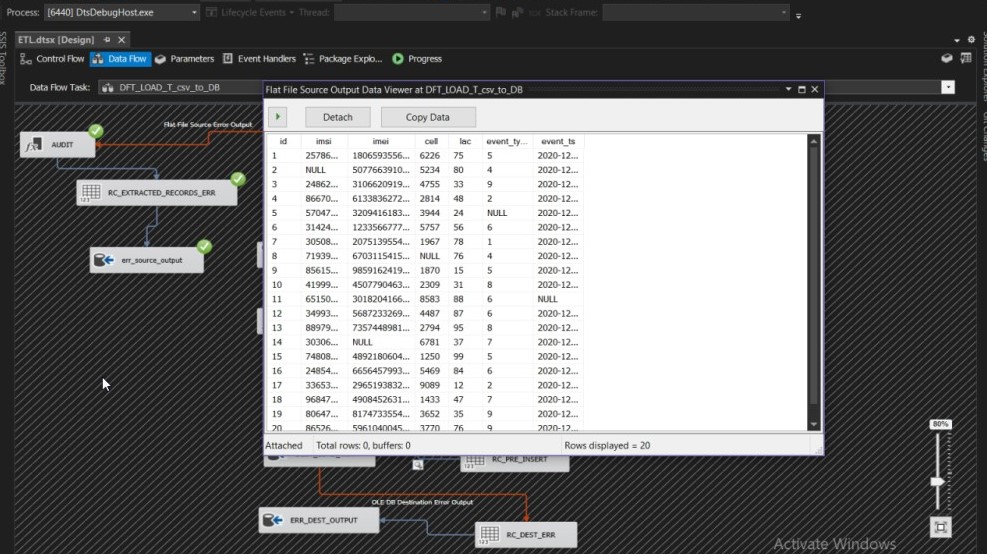 Process: [6440] DtsDebugHost.exe Lifecycle Events Thread: Stack Frame:
ETL.dtsx [Design]
Control Flow Data Flow Parameters Event Handlers Package Explo... Progress
Data Flow Task: DFT_LOAD_T_csv_to_DB
SSIS Toolbox
Flat File Source Error Output
AUDIT
RC_EXTRACTED_RECORDS_ERR
err_source_output
Flat File Source Output Data Viewer at DFT_LOAD_T_csv_to_DB
Detach Copy Data
id imsi imei cell lac event_ty... event_ts
1 25786... 1806593556... 6226 75 5 2020-12...
2 NULL 5077663910... 5234 80 4 2020-12...
3 24862... 3106620919... 4755 33 9 2020-12...
4 86670... 6133836272... 2814 48 2 2020-12...
5 57047... 3209416183... 3944 24 NULL 2020-12...
6 31424... 1233566777... 5757 56 6 2020-12...
7 30508... 2075139554... 1967 78 1 2020-12...
8 71939... 6703115415... NULL 76 4 2020-12...
9 85615... 9859162419... 1870 15 5 2020-12...
10 41999... 4507790463... 2309 31 8 2020-12...
11 65150... 3018204166... 8583 88 6 NULL
12 34993... 5687233269... 4487 87 6 2020-12...
13 88979... 7357448981... 2794 95 8 2020-12...
14 30306... NULL 6781 37 7 2020-12...
15 74808... 4892180604... 1250 99 5 2020-12...
16 24854... 6656457993... 5469 84 6 2020-12...
17 33653... 2965193832... 9089 12 2 2020-12...
18 96847... 4908452631... 1433 47 7 2020-12...
19 80647... 8174733554... 3652 35 9 2020-12...
20 86526... 5961040045... 3770 76 9 2020-12...
Attached Total rows: 0, buffers: 0 Rows displayed = 20
80%
RC_PRE_INSERT
OLE DB Destination Error Output
ERR_DEST_OUTPUT
RC_DEST_ERR
Activate Windows